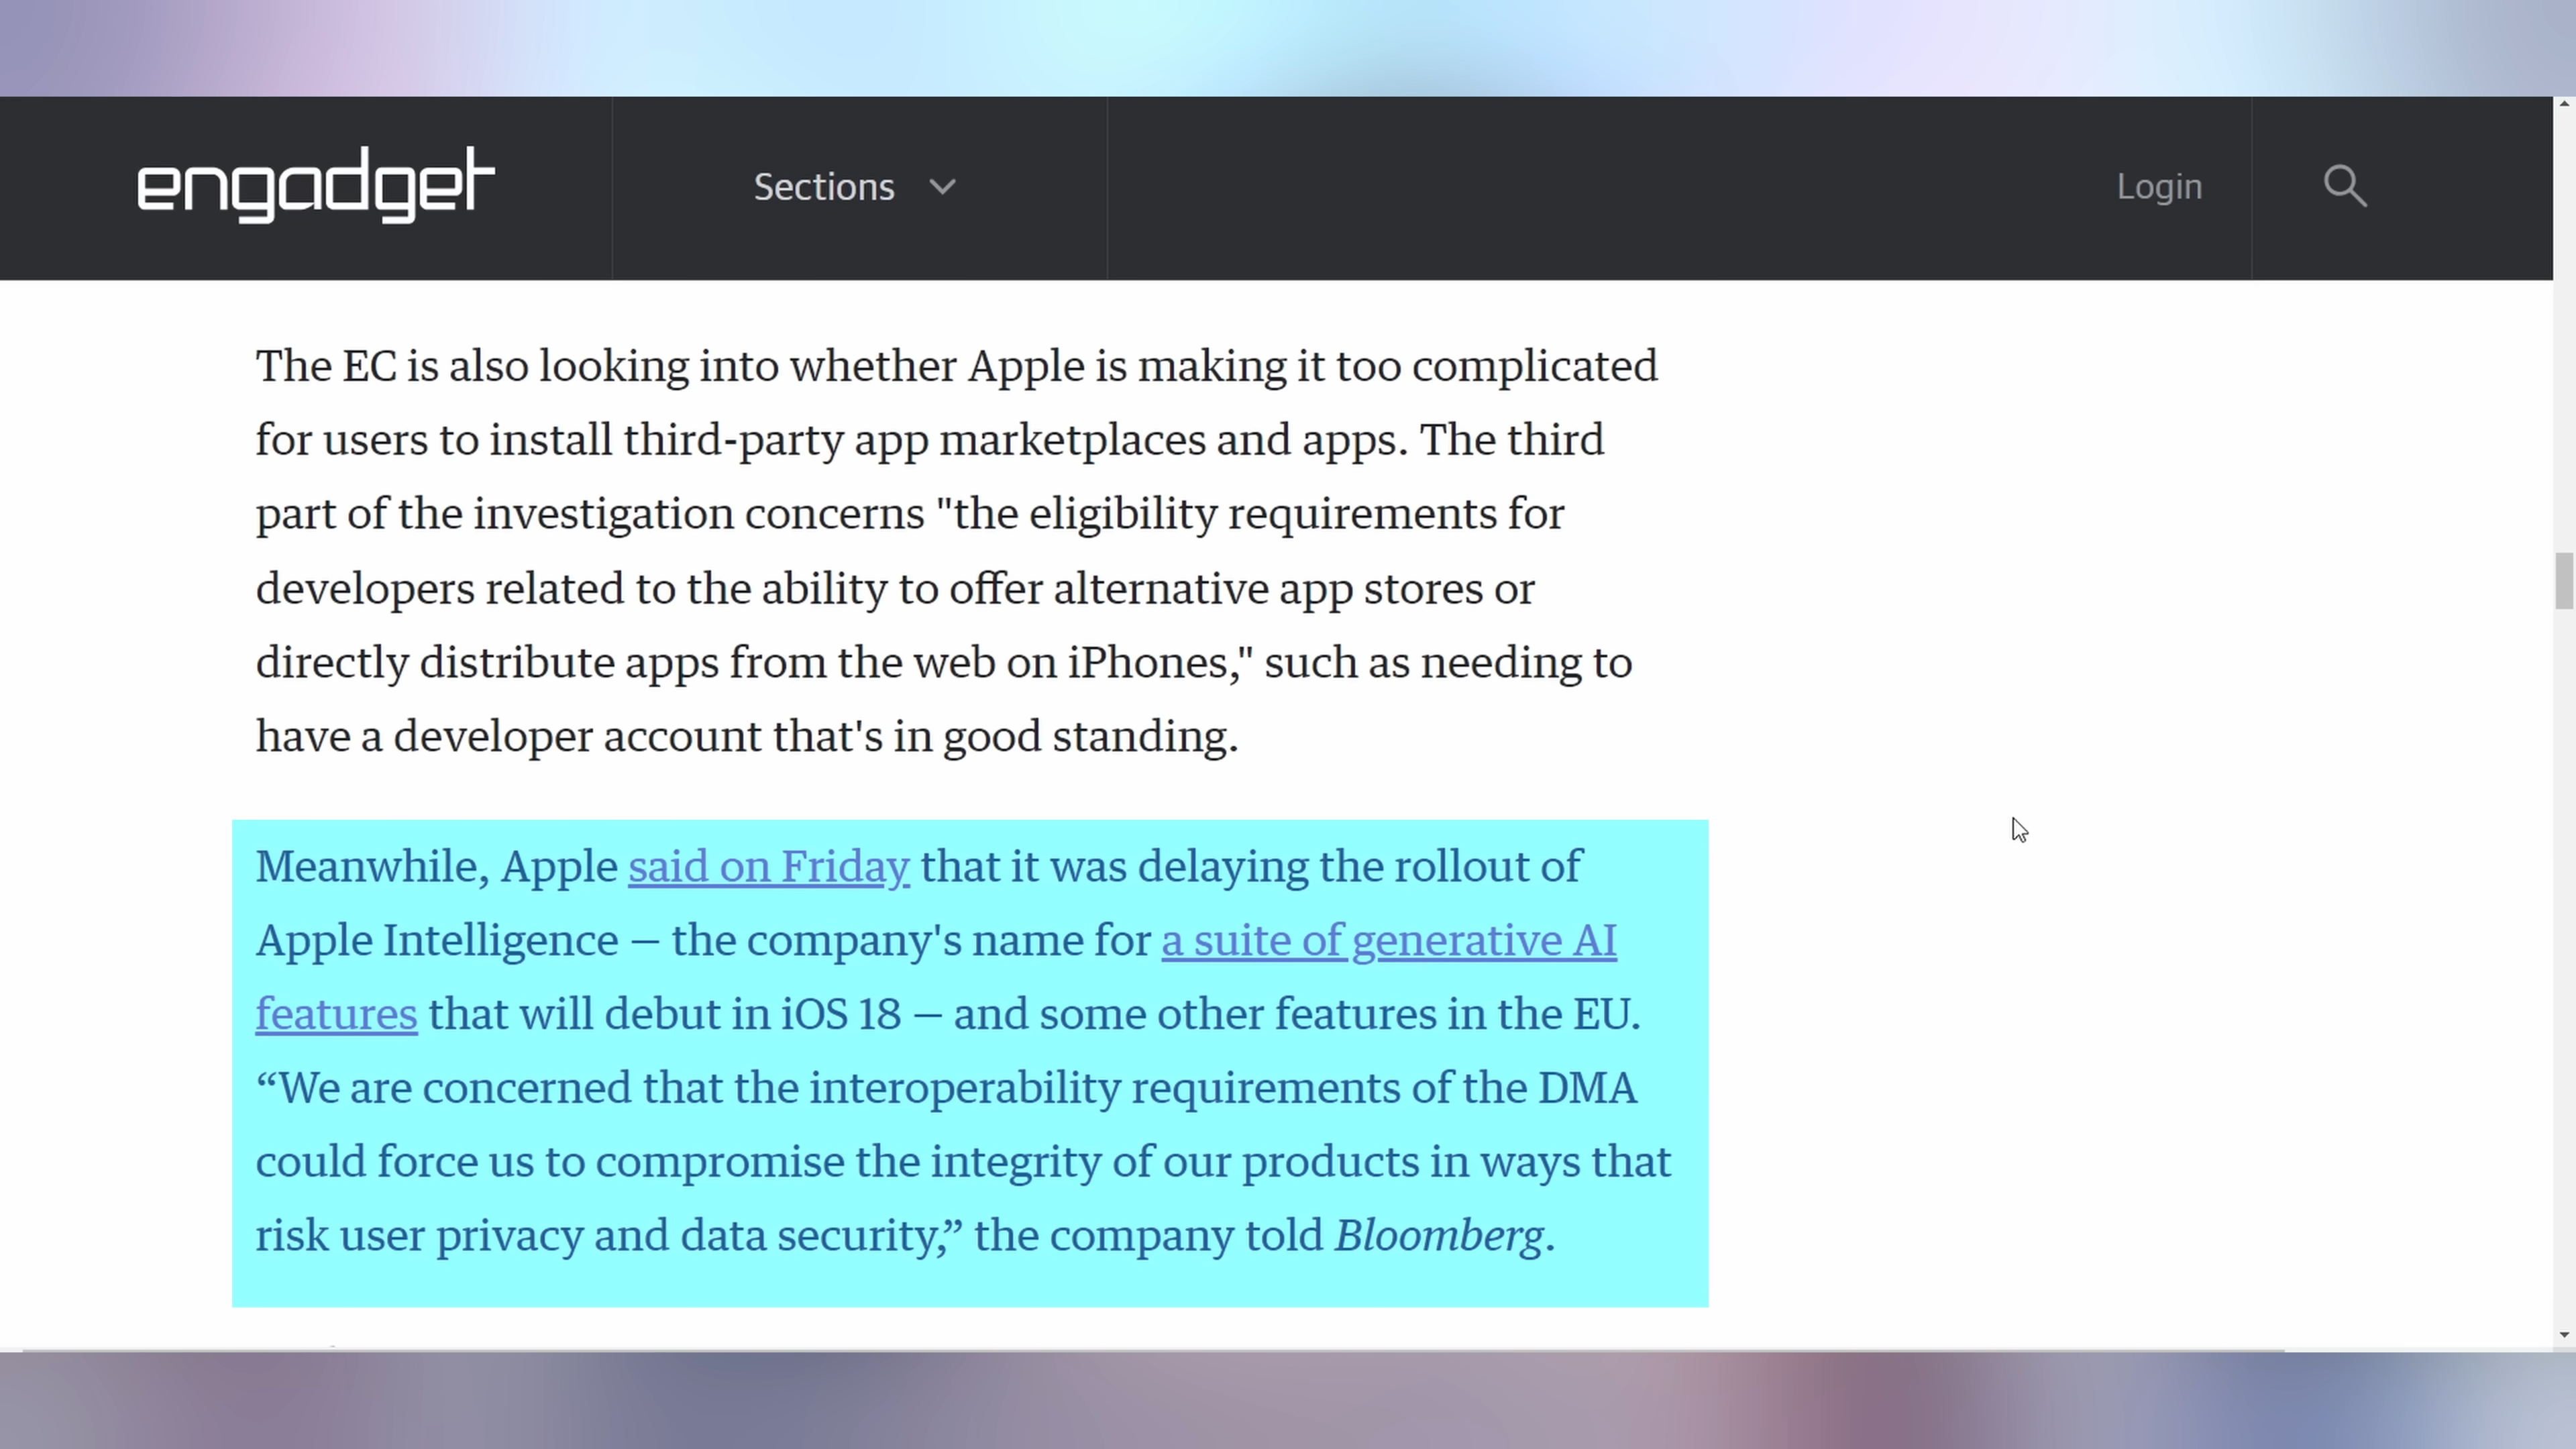 engadget
Sections
Login
The EC is also looking into whether Apple is making it too complicated
for users to install third-party app marketplaces and apps. The third
part of the investigation concerns "the eligibility requirements for
developers related to the ability to offer alternative app stores or
directly distribute apps from the web on iPhones," such as needing to
have a developer account that's in good standing.
Meanwhile, Apple said on Friday that it was delaying the rollout of
Apple Intelligence — the company's name for a suite of generative AI
features that will debut in iOS 18 — and some other features in the EU.
“We are concerned that the interoperability requirements of the DMA
could force us to compromise the integrity of our products in ways that
risk user privacy and data security,” the company told Bloomberg.